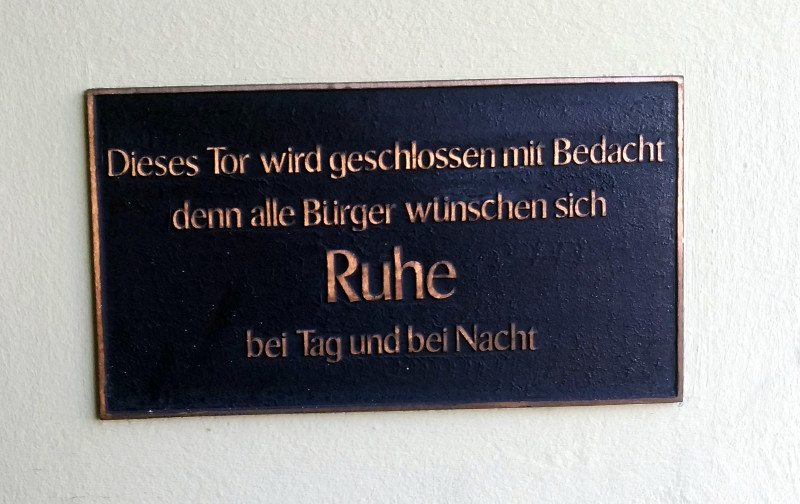 Dieses Tor wird geschlossen mit Bedacht
denn alle Bürger wünschen sich
Ruhe
bei Tag und bei Nacht